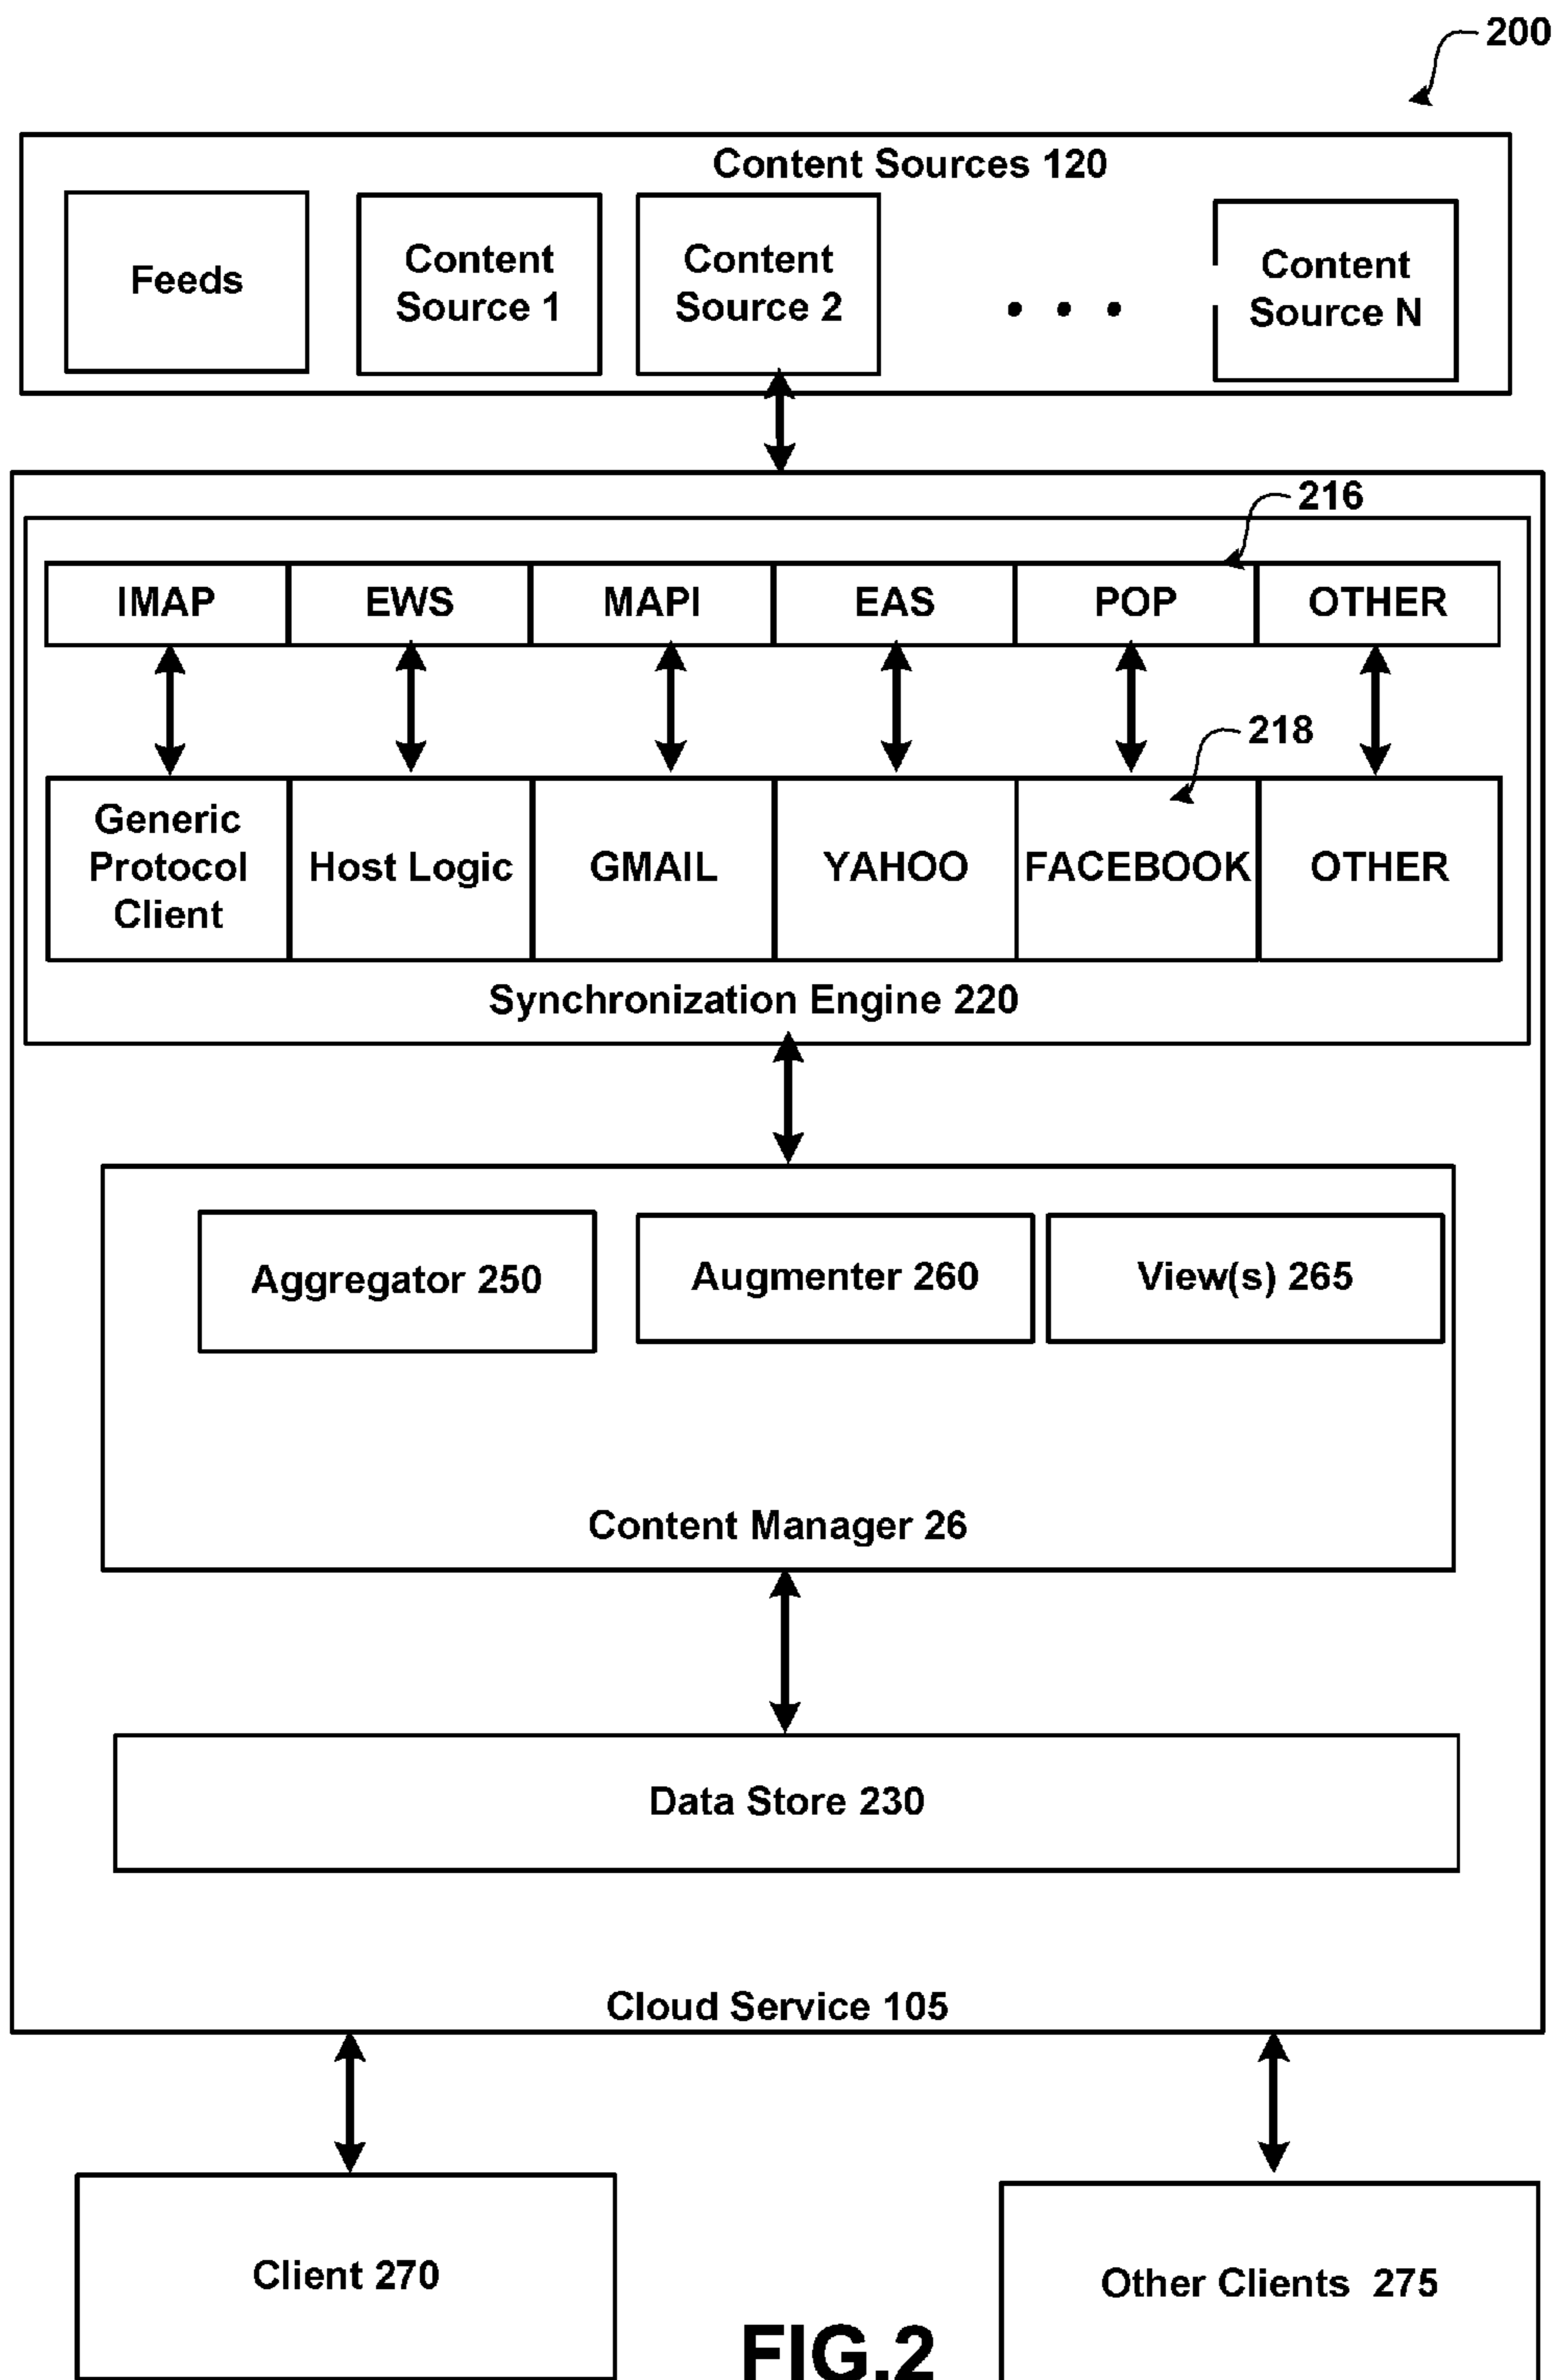 200
Content Sources 120
Feeds
Content
Source 1
Content
Source 2
. . .
Content
Source N
216
IMAP
EWS
MAPI
EAS
POP
OTHER
218
Generic
Protocol
Client
Host Logic
GMAIL
YAHOO
FACEBOOK
OTHER
Synchronization Engine 220
Aggregator 250
Augmenter 260
View(s) 265
Content Manager 26
Data Store 230
Cloud Service 105
Client 270
Other Clients 275
FIG.2